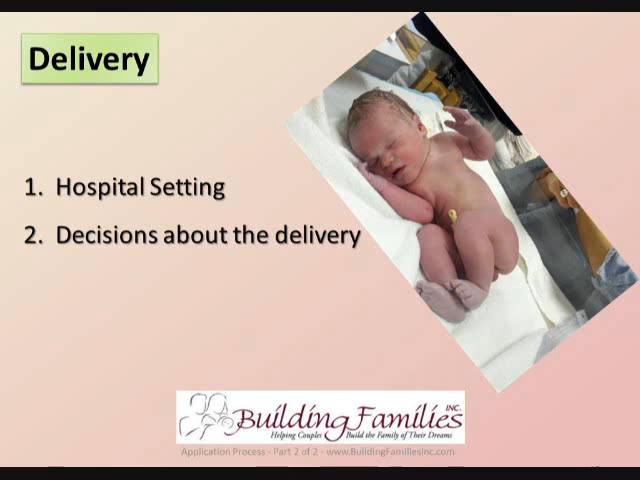 Delivery
1. Hospital Setting
2. Decisions about the delivery
Building Families INC.
Helping Couples Build the Family of Their Dreams
Application Process - Part 2 of 2 - www.BuildingFamiliesInc.com